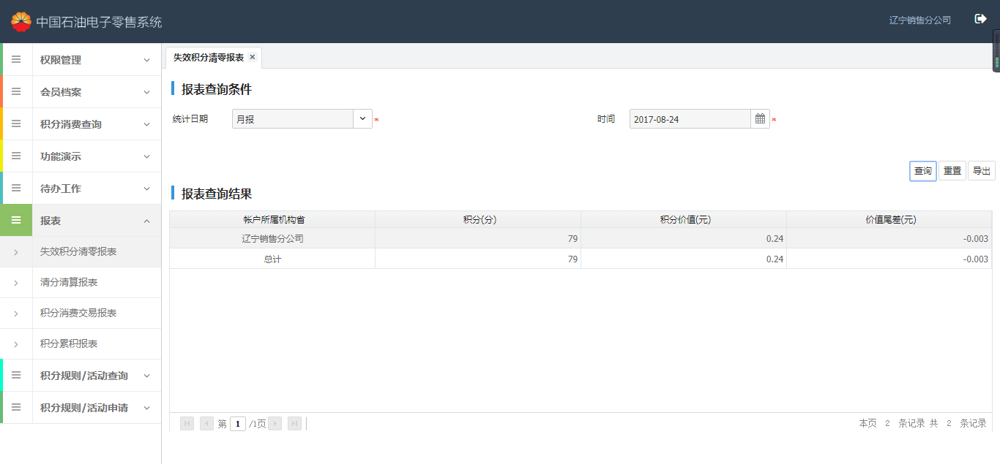 中国石油电子零售系统
辽宁销售分公司
权限管理
会员档案
积分消费查询
功能演示
待办工作
报表
失效积分清零报表
清分清算报表
积分消费交易报表
积分累积报表
积分规则/活动查询
积分规则/活动申请
失效积分清零报表 ×
报表查询条件
统计日期 月报 * 时间 2017-08-24 *
查询 重置 导出
报表查询结果
帐户所属机构省 积分(分) 积分价值(元) 价值尾差(元)
辽宁销售分公司 79 0.24 -0.003
总计 79 0.24 -0.003
第 1 /1页 本页 2 条记录 共 2 条记录